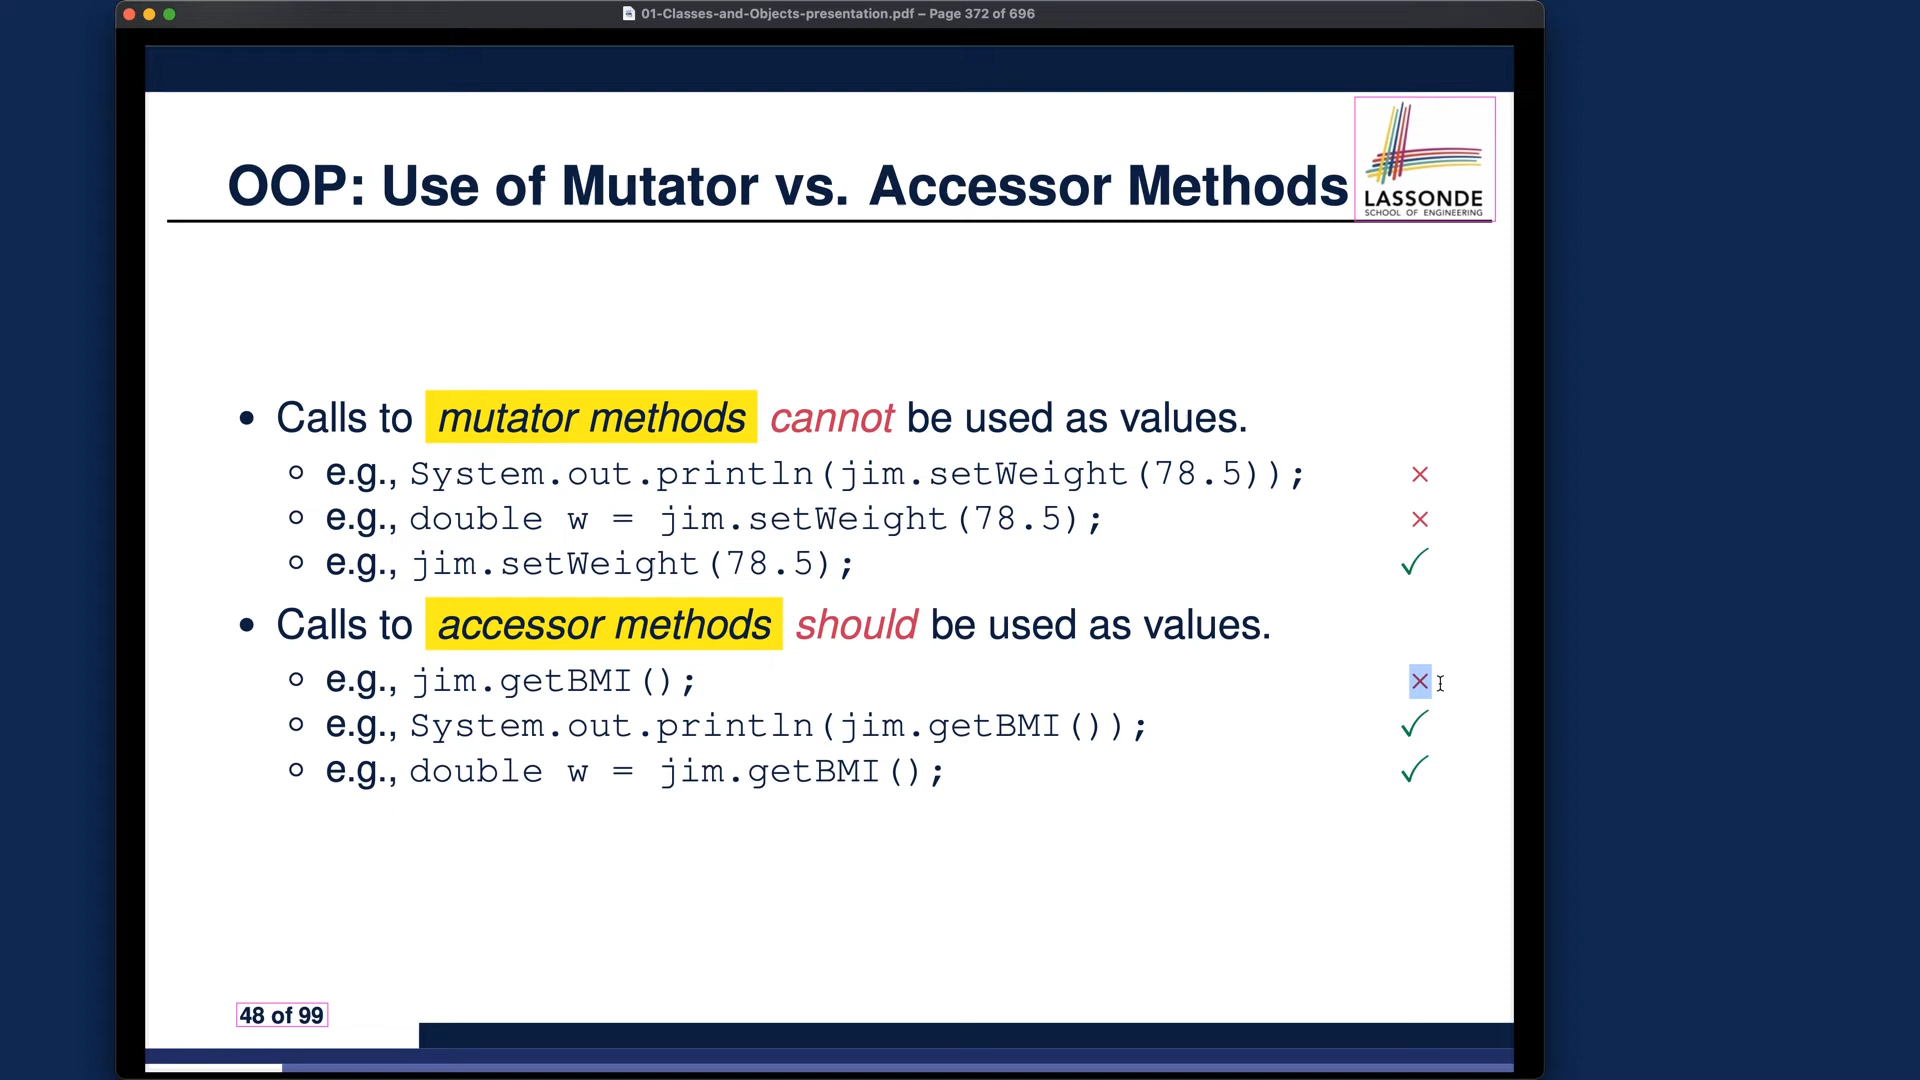 01-Classes-and-Objects-presentation.pdf – Page 372 of 696
OOP: Use of Mutator vs. Accessor Methods
LASSONDE
SCHOOL OF ENGINEERING
• Calls to mutator methods cannot be used as values.
◦ e.g., System.out.println(jim.setWeight(78.5)); ×
◦ e.g., double w = jim.setWeight(78.5); ×
◦ e.g., jim.setWeight(78.5); ✓
• Calls to accessor methods should be used as values.
◦ e.g., jim.getBMI(); ×
◦ e.g., System.out.println(jim.getBMI()); ✓
◦ e.g., double w = jim.getBMI(); ✓
48 of 99